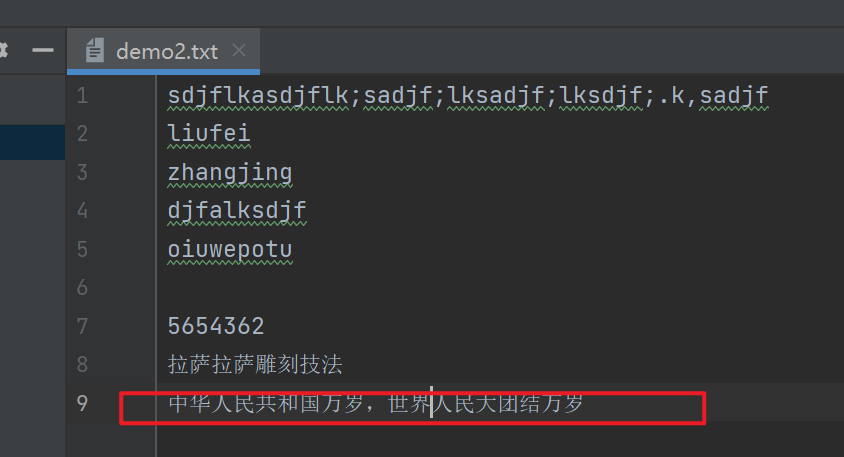 demo2.txt
1 sdjflkasdjflk;sadjf;lksadjf;lksdjf;.k,sadjf
2 liufei
3 zhangjing
4 djfalksdjf
5 oiuwepotu
6
7 5654362
8 拉萨拉萨雕刻技法
9 中华人民共和国万岁，世界人民大团结万岁